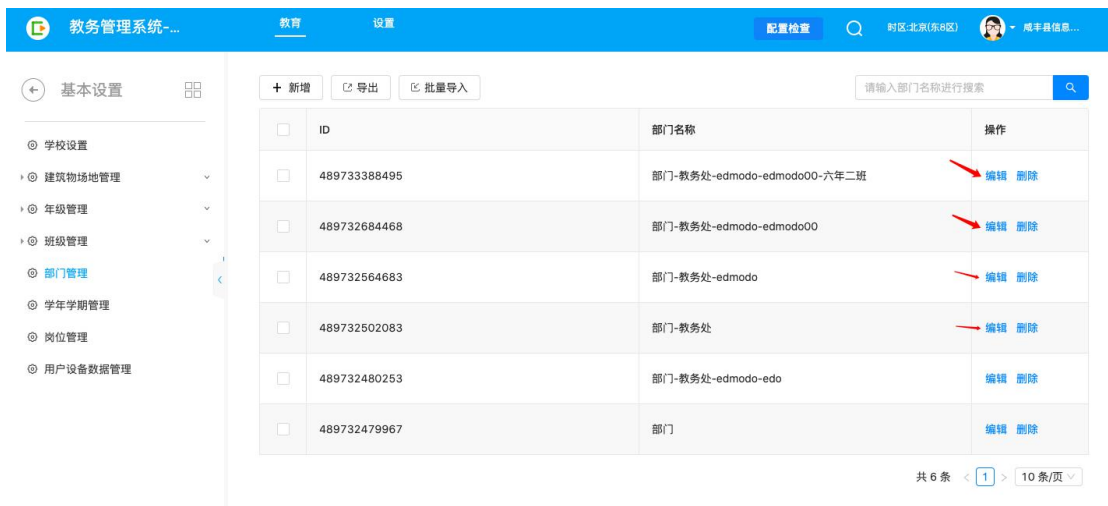 教务管理系统-...
教育
设置
配置检查
时区:北京(东8区)
咸丰县信息...
基本设置
新增
导出
批量导入
请输入部门名称进行搜索
学校设置
建筑物场地管理
年级管理
班级管理
部门管理
学年学期管理
岗位管理
用户设备数据管理
ID 部门名称 操作
489733388495 部门-教务处-edmodo-edmodo00-六年二班 编辑 删除
489732684468 部门-教务处-edmodo-edmodo00 编辑 删除
489732564683 部门-教务处-edmodo 编辑 删除
489732502083 部门-教务处 编辑 删除
489732480253 部门-教务处-edmodo-edo 编辑 删除
489732479967 部门 编辑 删除
共 6 条 < 1 > 10 条/页